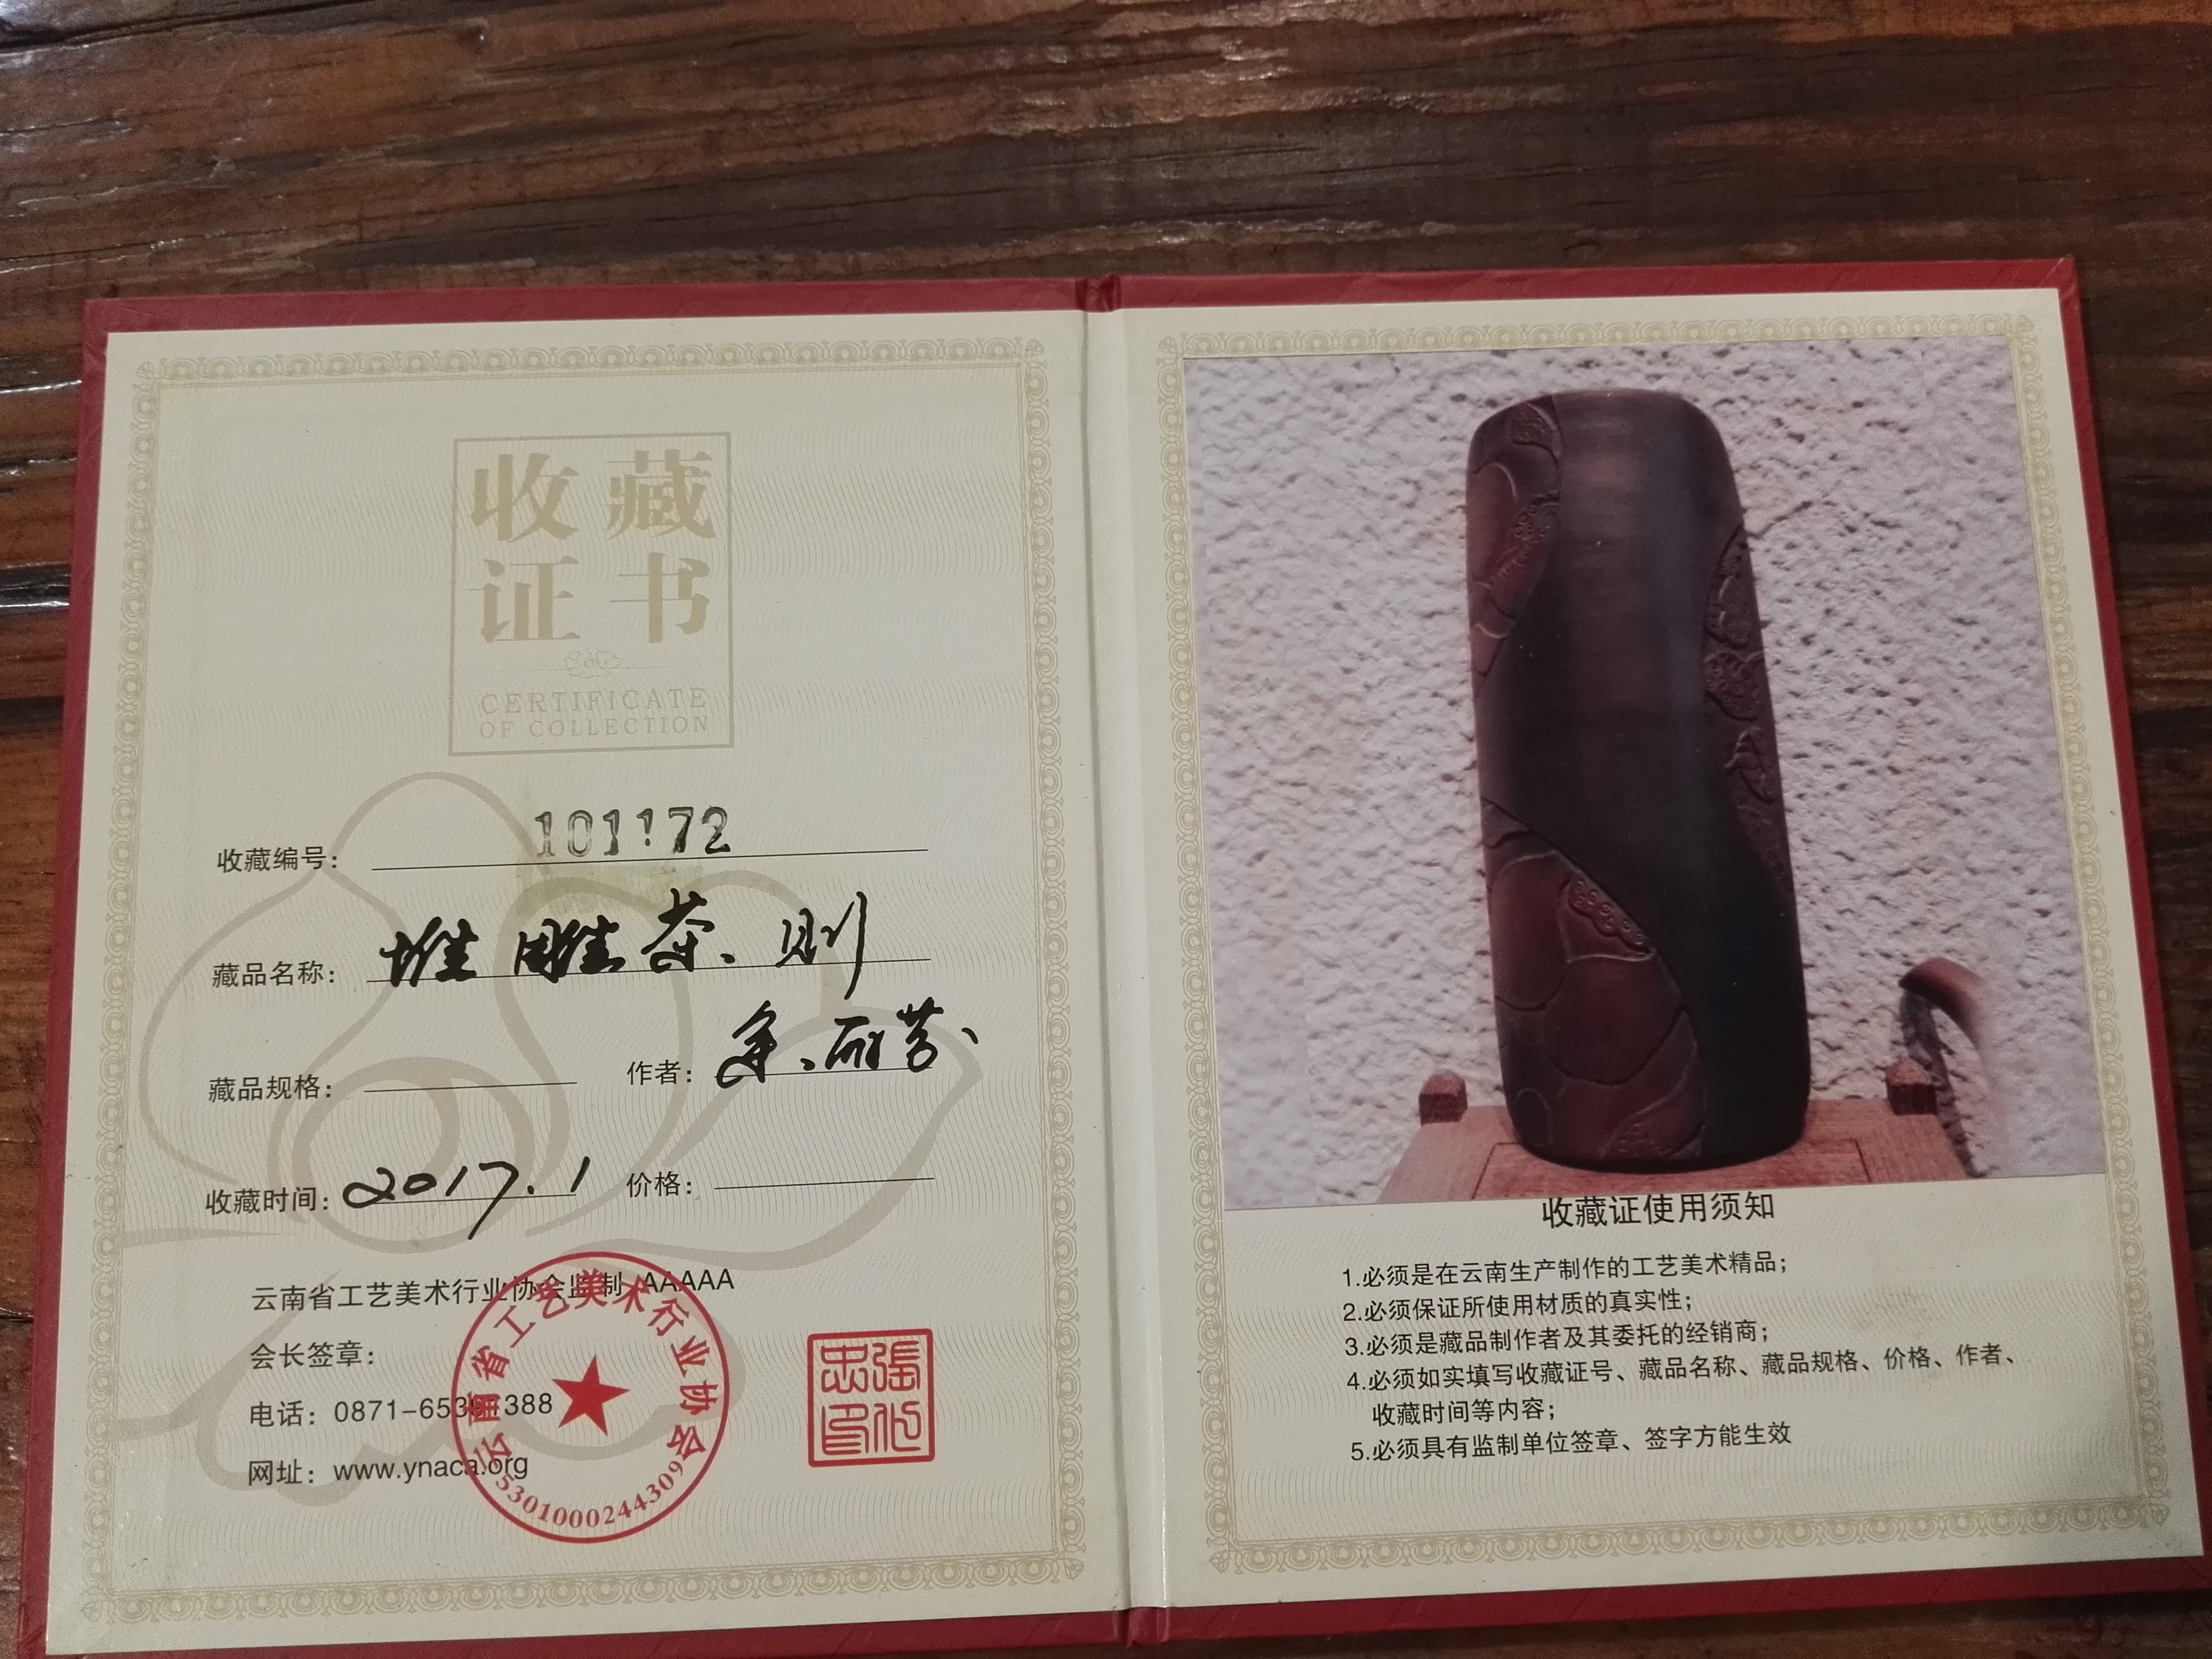 收藏
证书
CERTIFICATE
OF COLLECTION
收藏编号： 101172
藏品名称： 堆雕茶则
藏品规格： 作者： 丽芬
收藏时间： 2017.1 价格：
云南省工艺美术行业协会监制 AAAAA
会长签章：
电话：0871-653 1388
网址：www.ynaca.org
云南省工艺美术行业协会
5301000244309
收藏证使用须知
1.必须是在云南生产制作的工艺美术精品；
2.必须保证所使用材质的真实性；
3.必须是藏品制作者及其委托的经销商；
4.必须如实填写收藏证号、藏品名称、藏品规格、价格、作者、
收藏时间等内容；
5.必须具有监制单位签章、签字方能生效